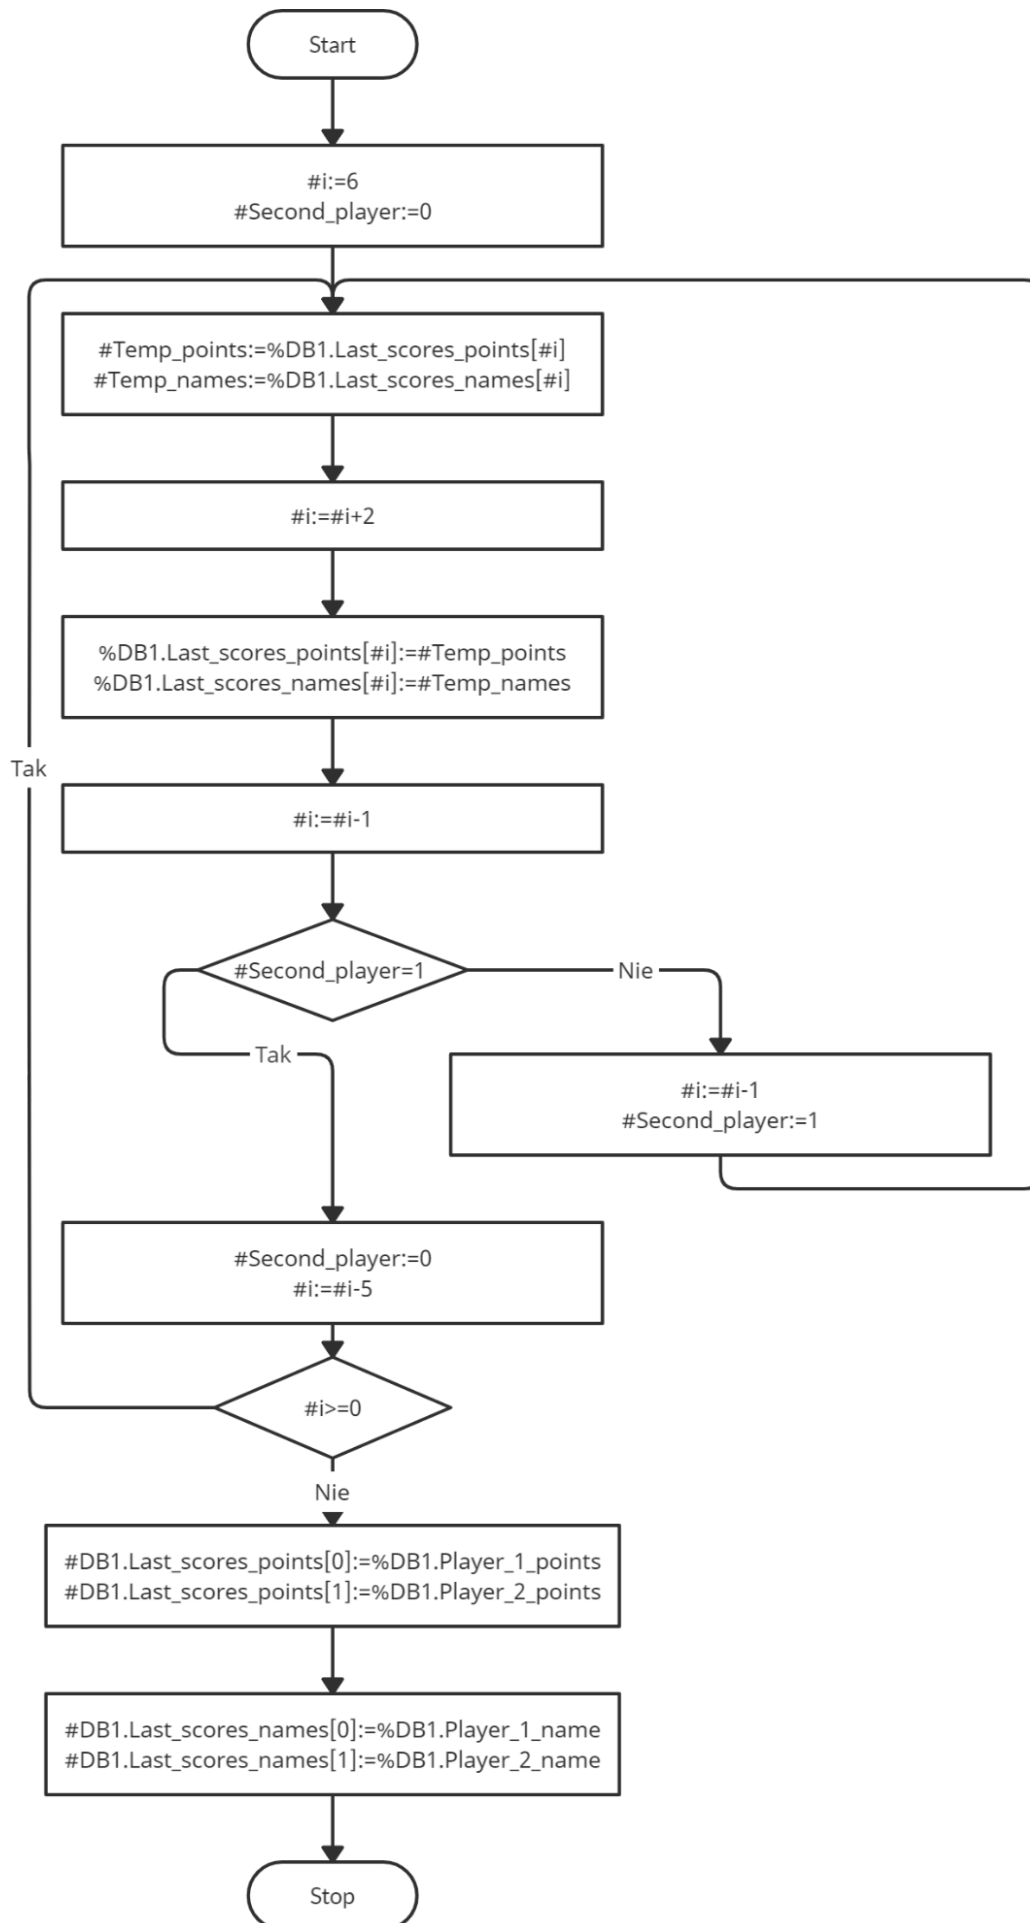 Start
#i:=6
#Second_player:=0
#Temp_points:=%DB1.Last_scores_points[#i]
#Temp_names:=%DB1.Last_scores_names[#i]
#i:=#i+2
%DB1.Last_scores_points[#i]:=#Temp_points
%DB1.Last_scores_names[#i]:=#Temp_names
Tak
#i:=#i-1
#Second_player=1
Nie
Tak
#i:=#i-1
#Second_player:=1
#Second_player:=0
#i:=#i-5
#i>=0
Nie
#DB1.Last_scores_points[0]:=%DB1.Player_1_points
#DB1.Last_scores_points[1]:=%DB1.Player_2_points
#DB1.Last_scores_names[0]:=%DB1.Player_1_name
#DB1.Last_scores_names[1]:=%DB1.Player_2_name
Stop